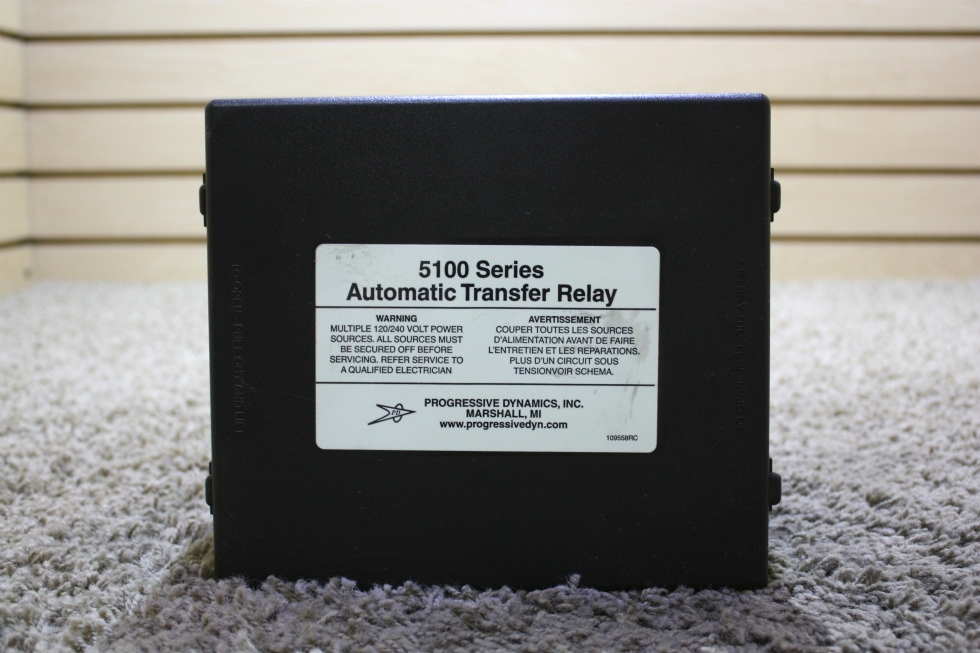 5100 Series
Automatic Transfer Relay
WARNING
MULTIPLE 120/240 VOLT POWER
SOURCES. ALL SOURCES MUST
BE SECURED OFF BEFORE
SERVICING. REFER SERVICE TO
A QUALIFIED ELECTRICIAN
AVERTISSEMENT
COUPER TOUTES LES SOURCES
D'ALIMENTATION AVANT DE FAIRE
L'ENTRETIEN ET LES REPARATIONS.
PLUS D'UN CIRCUIT SOUS
TENSIONVOIR SCHEMA.
PD
PROGRESSIVE DYNAMICS, INC.
MARSHALL, MI
www.progressivedyn.com
109558RC